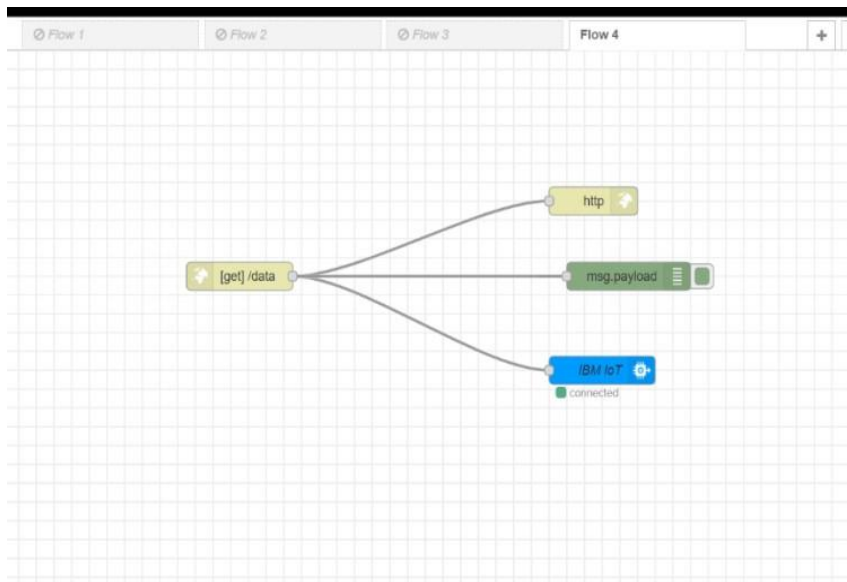 Flow 1
Flow 2
Flow 3
Flow 4
http
[get] /data
msg.payload
IBM IoT
connected